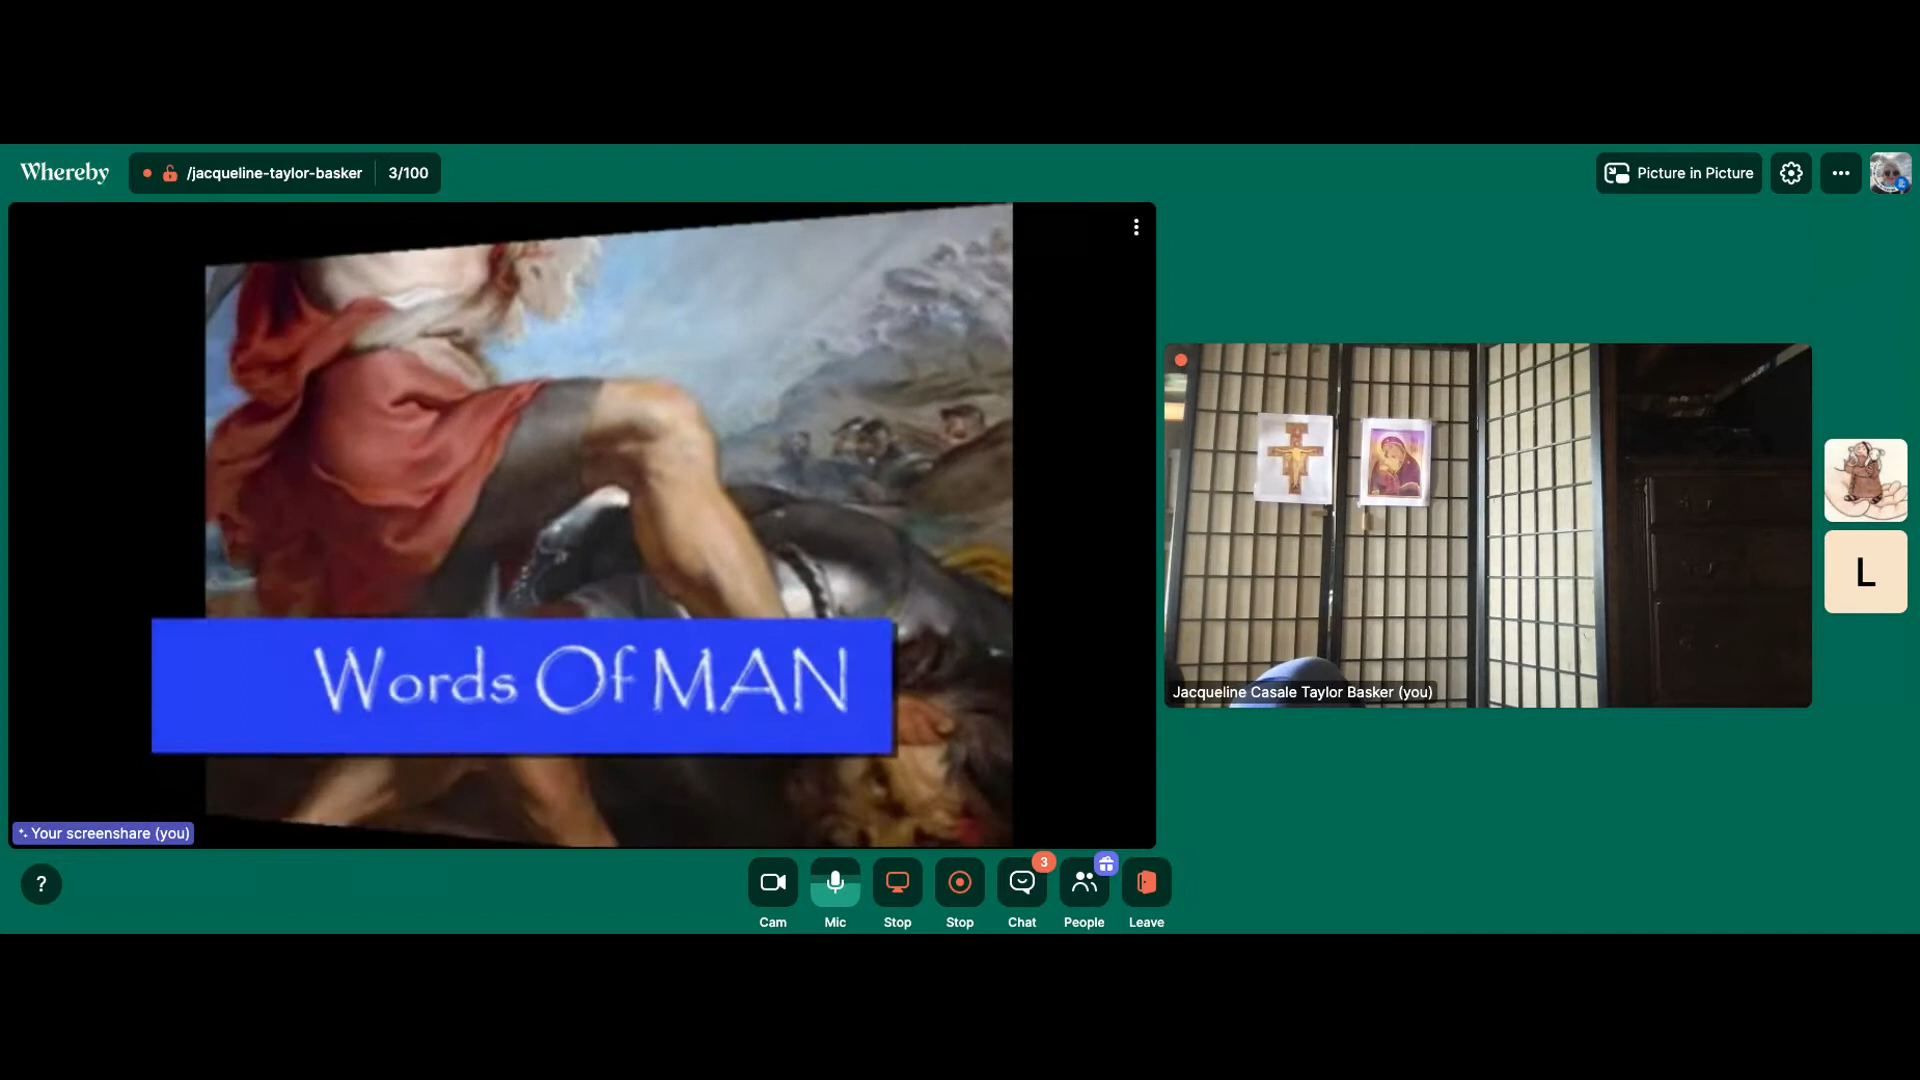 Whereby
/jacqueline-taylor-basker 3/100
Picture in Picture
Words Of MAN
Jacqueline Casale Taylor Basker (you)
L
Your screenshare (you)
?
3
Cam
Mic
Stop
Stop
Chat
People
Leave